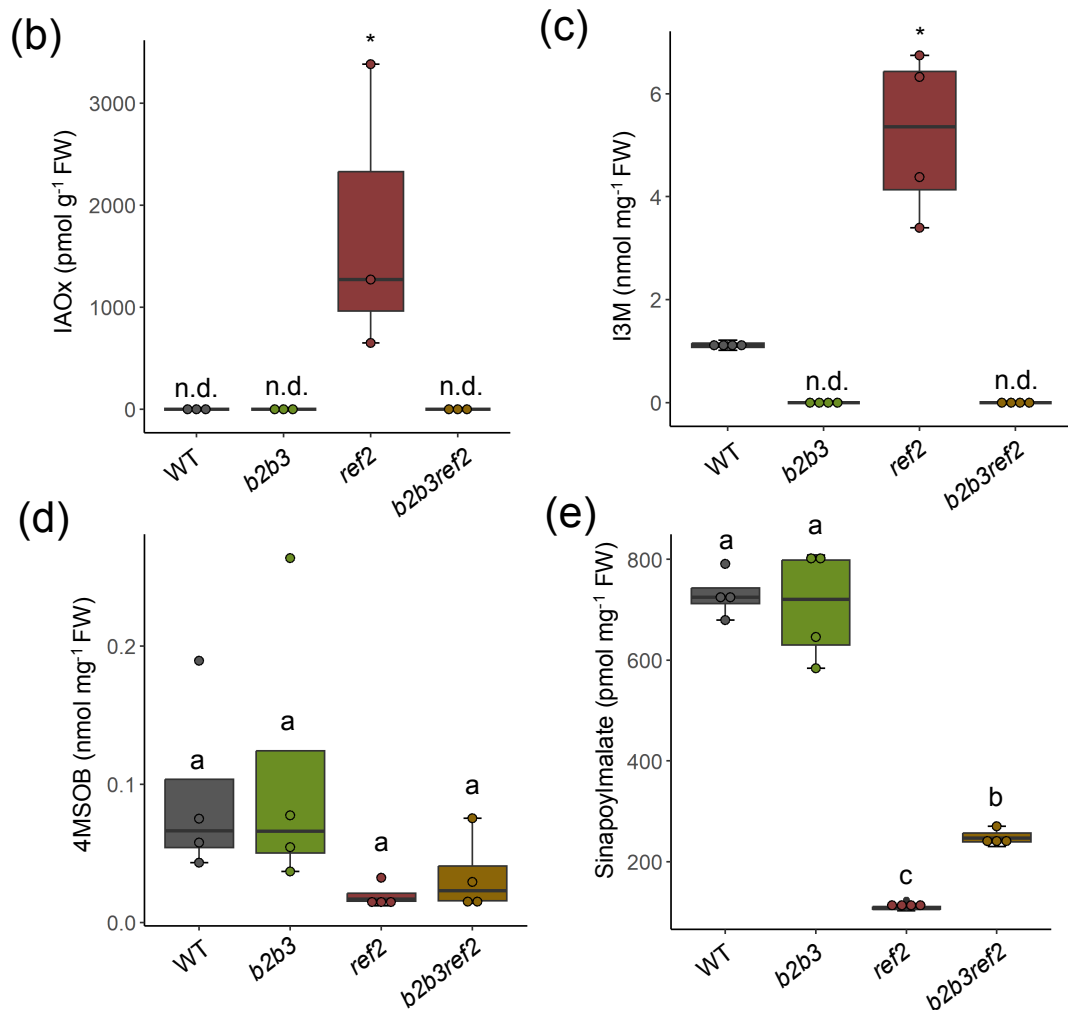 (b)
IAOx (pmol g⁻¹ FW)
3000
2000
1000
0
n.d.
n.d.
*
n.d.
WT
b2b3
ref2
b2b3ref2
(c)
I3M (nmol mg⁻¹ FW)
6
4
2
0
n.d.
*
n.d.
WT
b2b3
ref2
b2b3ref2
(d)
4MSOB (nmol mg⁻¹ FW)
0.2
0.1
0.0
a
a
a
a
WT
b2b3
ref2
b2b3ref2
(e)
Sinapoylmalate (pmol mg⁻¹ FW)
800
600
400
200
a
a
c
b
WT
b2b3
ref2
b2b3ref2